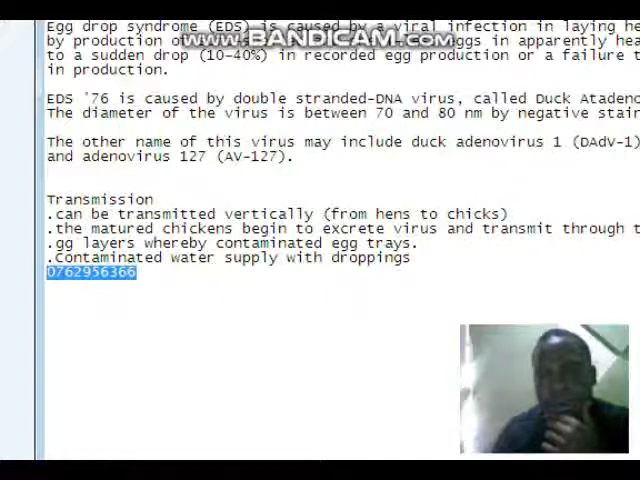 Egg drop syndrome (EDS) is caused by a viral infection in laying he
by production of eggs in apparently hea
WWW.BANDICAM.COM
to a sudden drop (10-40%) in recorded egg production or a failure t
in production.
EDS '76 is caused by double stranded-DNA virus, called Duck Atadeno
The diameter of the virus is between 70 and 80 nm by negative stain
The other name of this virus may include duck adenovirus 1 (DAdV-1)
and adenovirus 127 (AV-127).
Transmission
.can be transmitted vertically (from hens to chicks)
.the matured chickens begin to excrete virus and transmit through t
.gg layers whereby contaminated egg trays.
.Contaminated water supply with droppings
0762956366